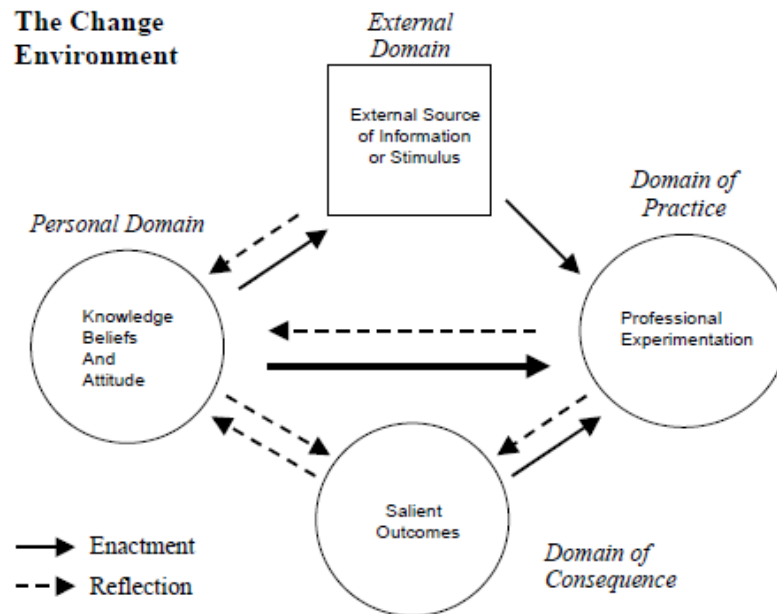 The Change
Environment
External
Domain
External Source
of Information
or Stimulus
Domain of
Practice
Personal Domain
Knowledge
Beliefs
And
Attitude
Professional
Experimentation
Salient
Outcomes
Enactment
Reflection
Domain of
Consequence